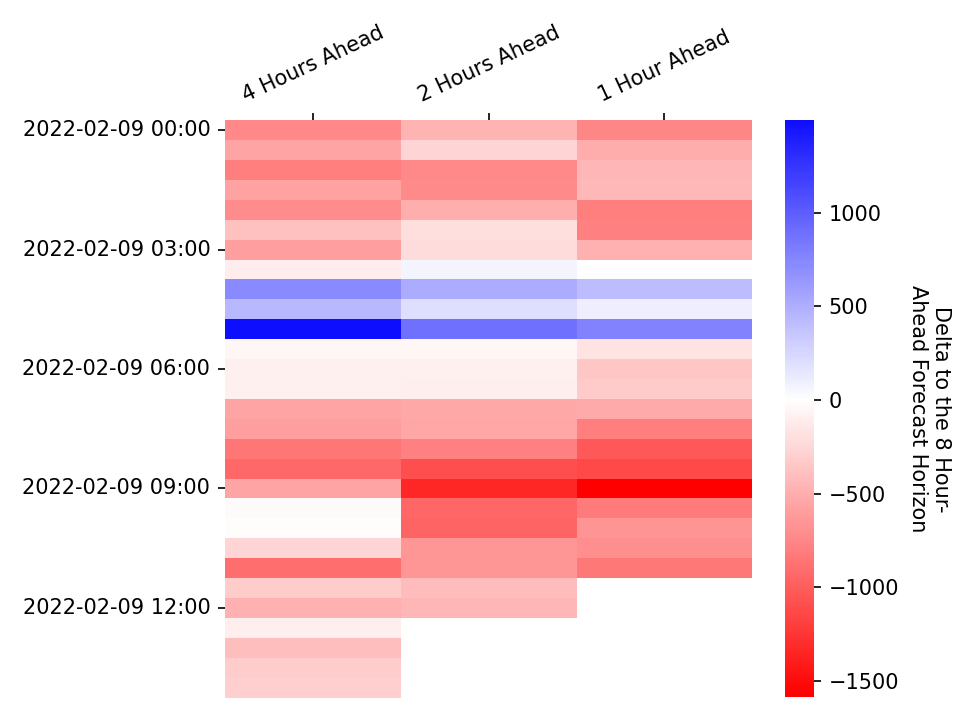 4 Hours Ahead
2 Hours Ahead
1 Hour Ahead
2022-02-09 00:00
2022-02-09 03:00
2022-02-09 06:00
2022-02-09 09:00
2022-02-09 12:00
1000
500
0
−500
−1000
−1500
Delta to the 8 Hour-
Ahead Forecast Horizon